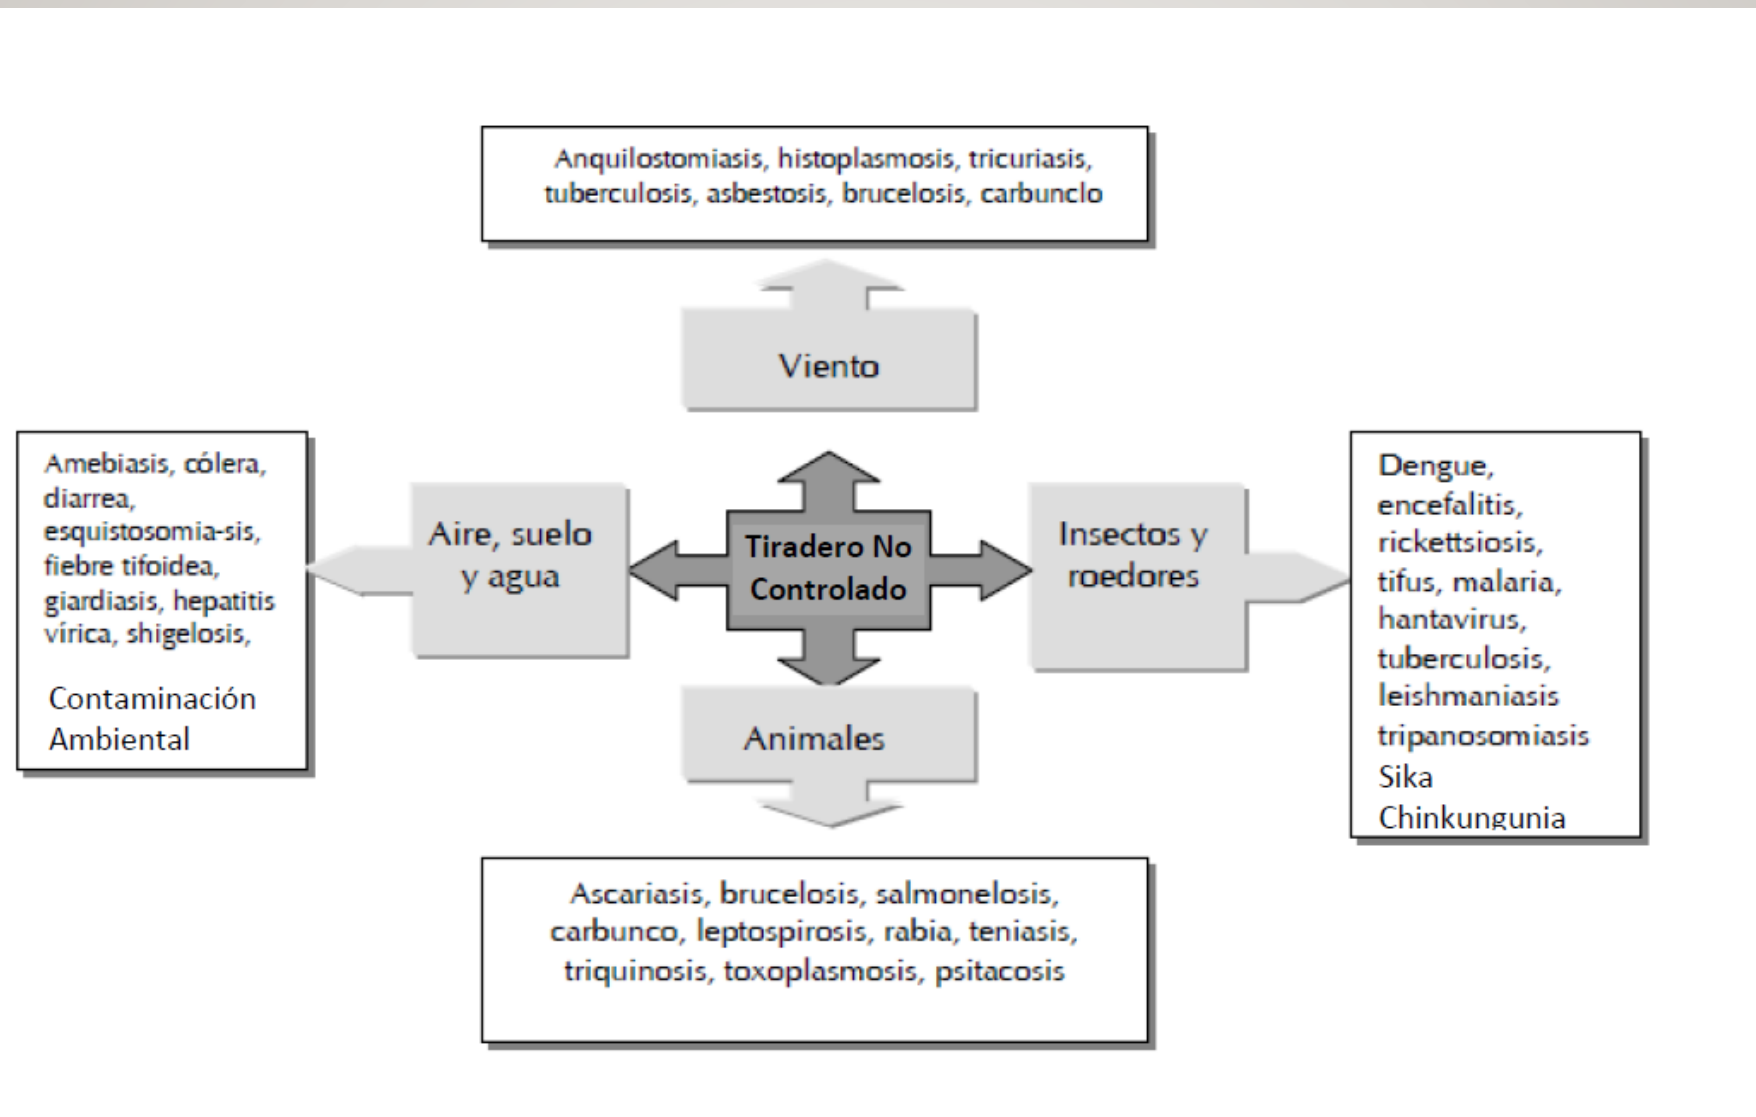 Anquilostomiasis, histoplasmosis, tricuriasis,
tuberculosis, asbestosis, brucelosis, carbunclo
Viento
Amebiasis, cólera,
diarrea,
esquistosomia-sis,
fiebre tifoidea,
giardiasis, hepatitis
vírica, shigelosis,
Contaminación
Ambiental
Aire, suelo
y agua
Tiradero No
Controlado
Insectos y
roedores
Dengue,
encefalitis,
rickettsiosis,
tifus, malaria,
hantavirus,
tuberculosis,
leishmaniasis
tripanosomiasis
Sika
Chinkungunia
Animales
Ascariasis, brucelosis, salmonelosis,
carbunco, leptospirosis, rabia, teniasis,
triquinosis, toxoplasmosis, psitacosis